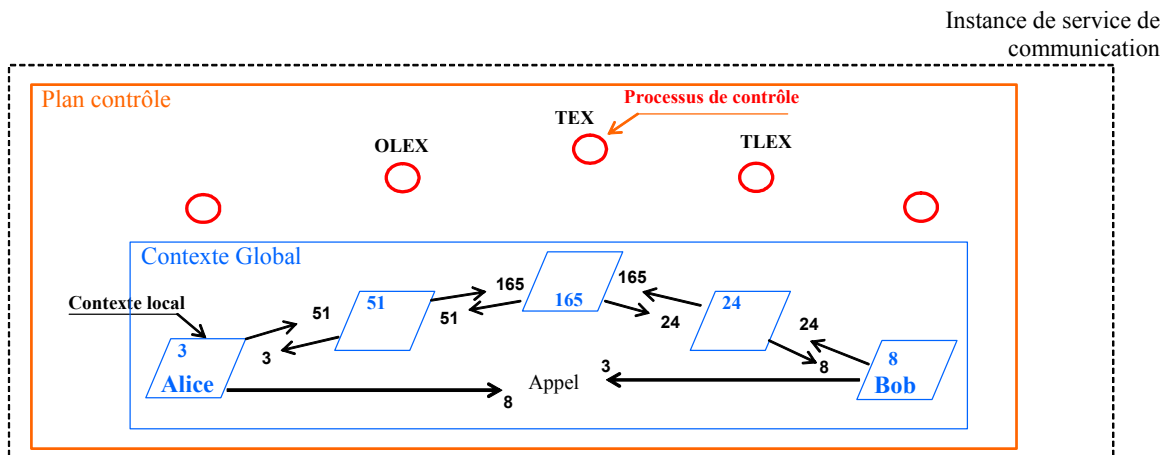 Instance de service de
communication
Plan contrôle
Processus de contrôle
TEX
OLEX
TLEX
Contexte Global
Contexte local
51
51
165
51
165
165
24
24
24
3
3
Alice
8
Appel
3
8
8
Bob